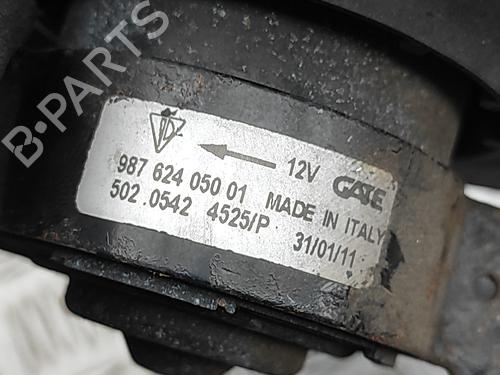 12V GATE
987 624 050 01 MADE IN ITALY
502.0542 4525/P 31/01/11
B-PARTS